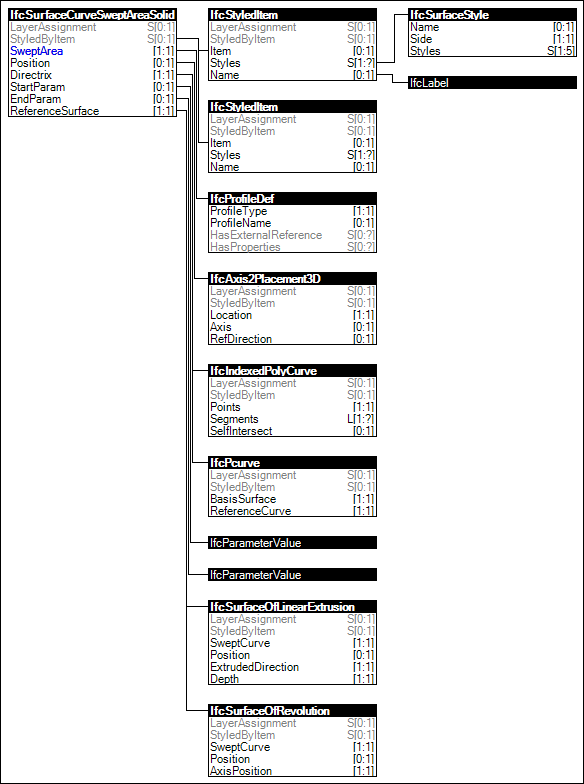 IfcSurfaceCurveSweptAreaSolid
LayerAssignment S[0:1]
StyledByItem S[0:1]
SweptArea [1:1]
Position [0:1]
Directrix [1:1]
StartParam [0:1]
EndParam [0:1]
ReferenceSurface [1:1]
IfcStyledItem
LayerAssignment S[0:1]
StyledByItem S[0:1]
Item [0:1]
Styles S[1:?]
Name [0:1]
IfcSurfaceStyle
Name [0:1]
Side [1:1]
Styles S[1:5]
IfcLabel
IfcStyledItem
LayerAssignment S[0:1]
StyledByItem S[0:1]
Item [0:1]
Styles S[1:?]
Name [0:1]
IfcProfileDef
ProfileType [1:1]
ProfileName [0:1]
HasExternalReference S[0:?]
HasProperties S[0:?]
IfcAxis2Placement3D
LayerAssignment S[0:1]
StyledByItem S[0:1]
Location [1:1]
Axis [0:1]
RefDirection [0:1]
IfcIndexedPolyCurve
LayerAssignment S[0:1]
StyledByItem S[0:1]
Points [1:1]
Segments L[1:?]
SelfIntersect [0:1]
IfcPcurve
LayerAssignment S[0:1]
StyledByItem S[0:1]
BasisSurface [1:1]
ReferenceCurve [1:1]
IfcParameterValue
IfcParameterValue
IfcSurfaceOfLinearExtrusion
LayerAssignment S[0:1]
StyledByItem S[0:1]
SweptCurve [1:1]
Position [0:1]
ExtrudedDirection [1:1]
Depth [1:1]
IfcSurfaceOfRevolution
LayerAssignment S[0:1]
StyledByItem S[0:1]
SweptCurve [1:1]
Position [0:1]
AxisPosition [1:1]